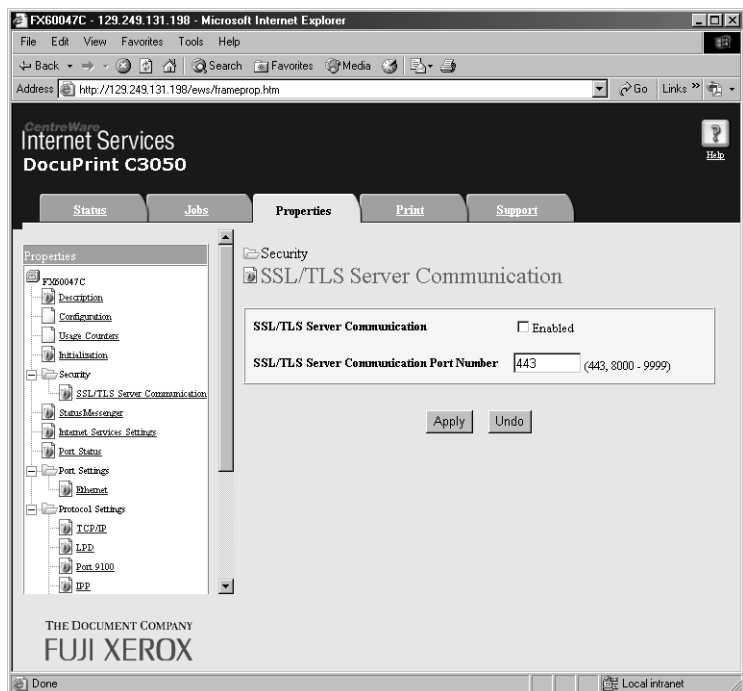 FX60047C - 129.249.131.198 - Microsoft Internet Explorer
File Edit View Favorites Tools Help
Back Search Favorites Media
Address http://129.249.131.198/ews/frameprop.htm Go Links »
CentreWare
Internet Services
DocuPrint C3050
Help
Status Jobs Properties Print Support
Properties
FX60047C
Description
Configuration
Usage Counters
Initialization
Security
SSL/TLS Server Communication
StatusMessenger
Internet Services Settings
Port Status
Port Settings
Ethernet
Protocol Settings
TCP/IP
LPD
Port 9100
IPP
Security
SSL/TLS Server Communication
SSL/TLS Server Communication Enabled
SSL/TLS Server Communication Port Number 443 (443, 8000 - 9999)
Apply Undo
THE DOCUMENT COMPANY
FUJI XEROX
Done Local intranet